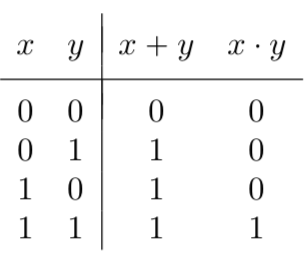 x y x + y x · y
0 0 0 0
0 1 1 0
1 0 1 0
1 1 1 1